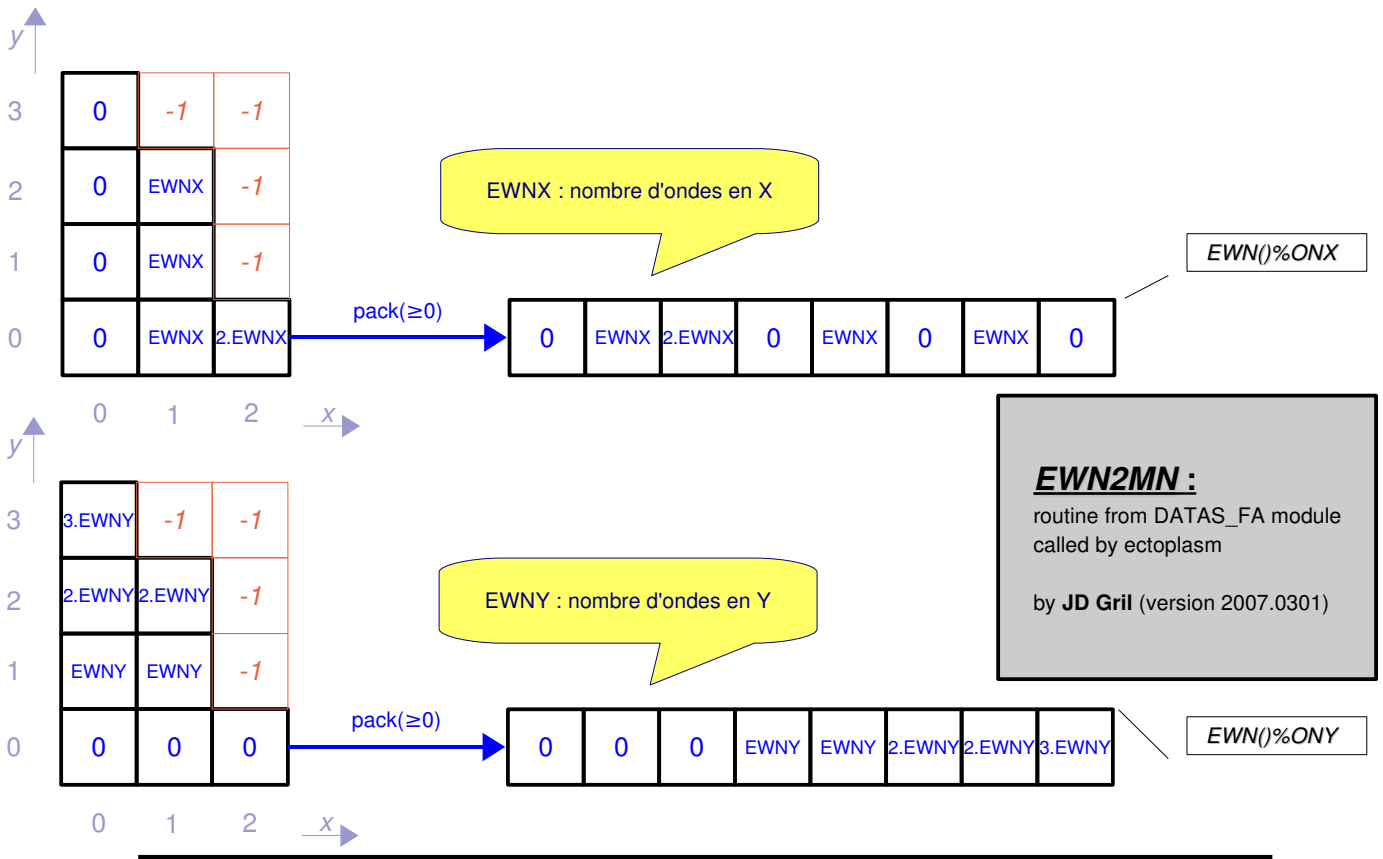 y
3 0 -1 -1
2 0 EWNX -1
1 0 EWNX -1
0 0 EWNX 2.EWNX
0 1 2 x
EWNX : nombre d'ondes en X
pack(≥0)
0 EWNX 2.EWNX 0 EWNX 0 EWNX 0
EWN()%ONX
y
3 3.EWNY -1 -1
2 2.EWNY 2.EWNY -1
1 EWNY EWNY -1
0 0 0 0
0 1 2 x
EWNY : nombre d'ondes en Y
pack(≥0)
0 0 0 EWNY EWNY 2.EWNY 2.EWNY 3.EWNY
EWN()%ONY
EWN2MN :
routine from DATAS_FA module
called by ectoplasm
by JD Gril (version 2007.0301)